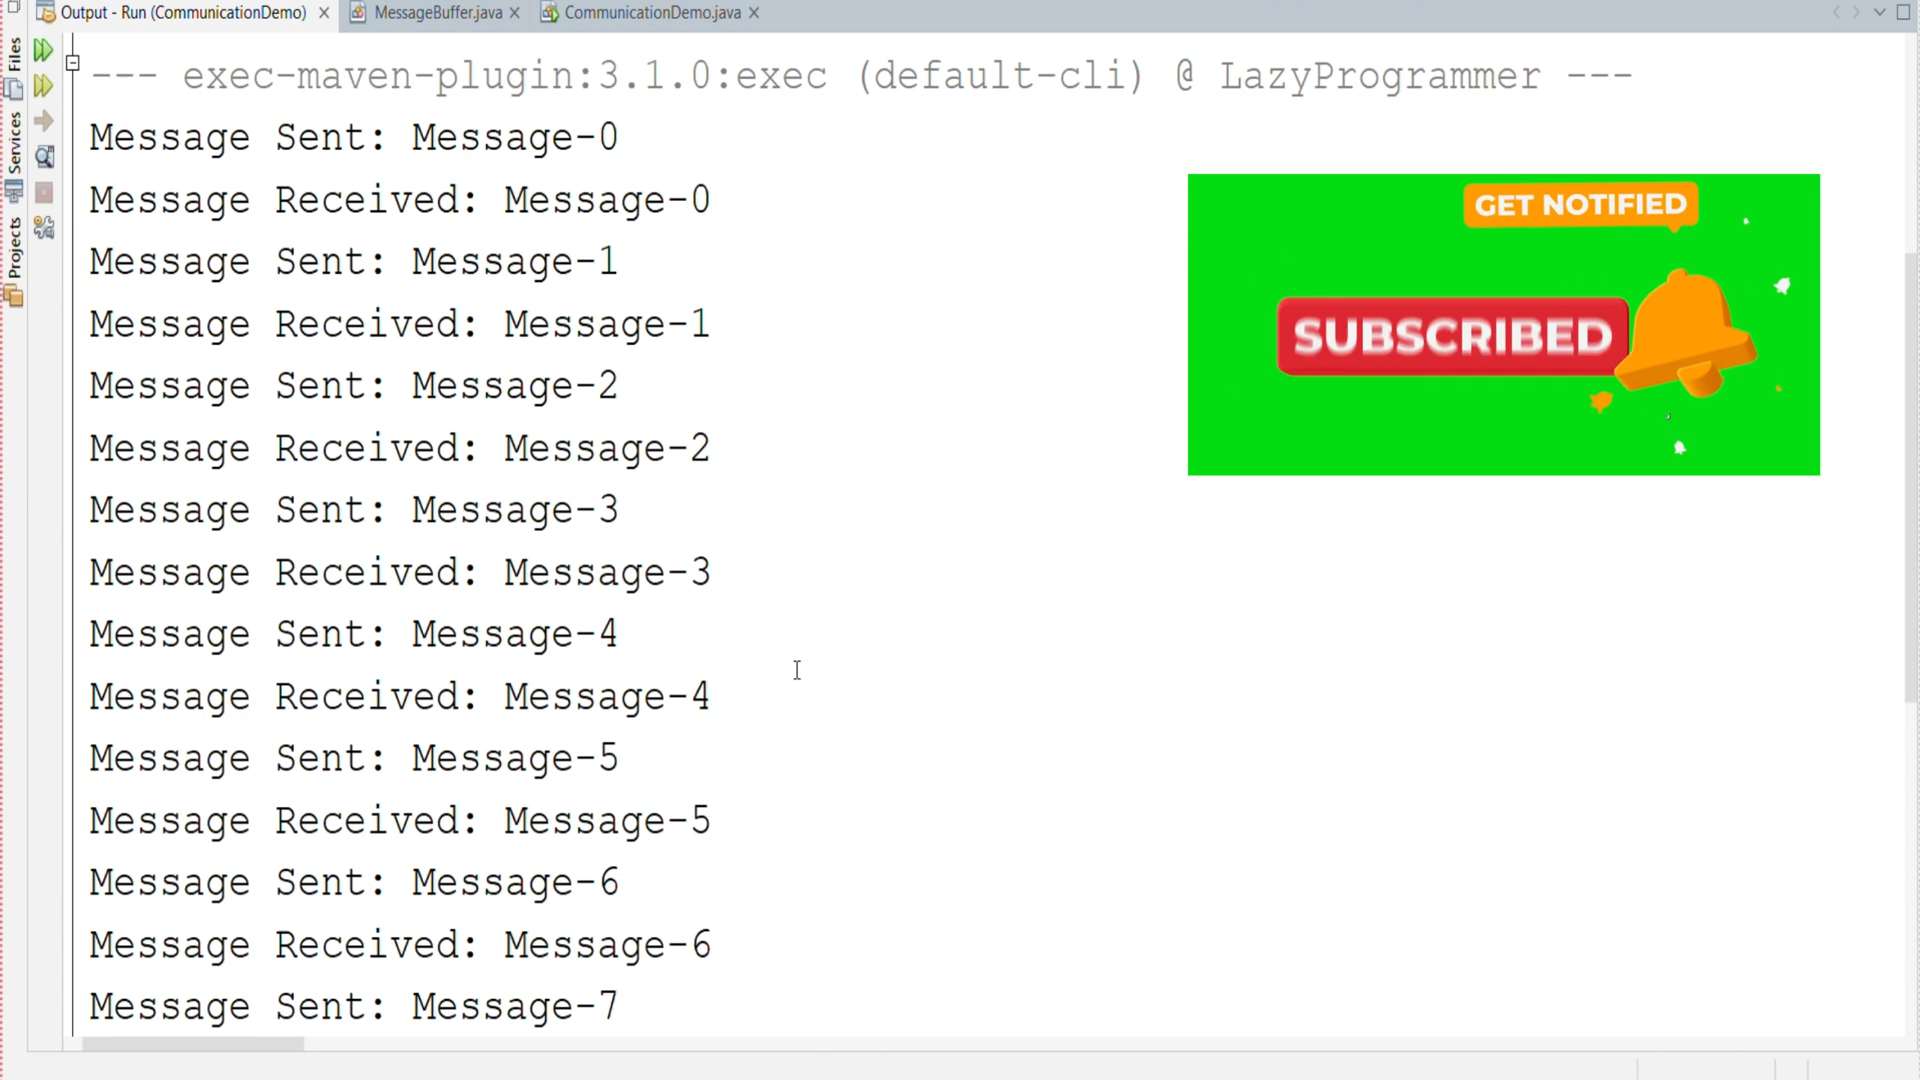 Output - Run (CommunicationDemo)
MessageBuffer.java
CommunicationDemo.java
Files
Services
Projects
--- exec-maven-plugin:3.1.0:exec (default-cli) @ LazyProgrammer ---
Message Sent: Message-0
Message Received: Message-0
Message Sent: Message-1
Message Received: Message-1
Message Sent: Message-2
Message Received: Message-2
Message Sent: Message-3
Message Received: Message-3
Message Sent: Message-4
Message Received: Message-4
Message Sent: Message-5
Message Received: Message-5
Message Sent: Message-6
Message Received: Message-6
Message Sent: Message-7
GET NOTIFIED
SUBSCRIBED